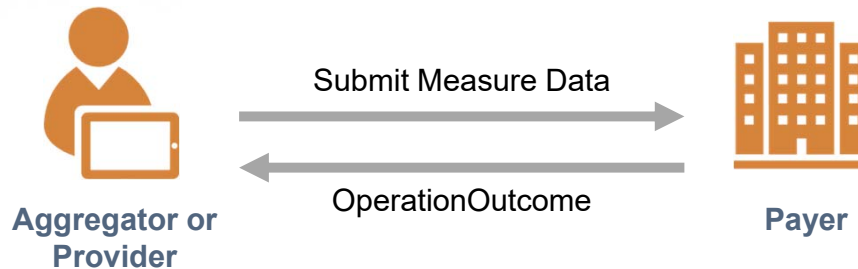 Submit Measure Data
OperationOutcome
Aggregator or
Provider
Payer